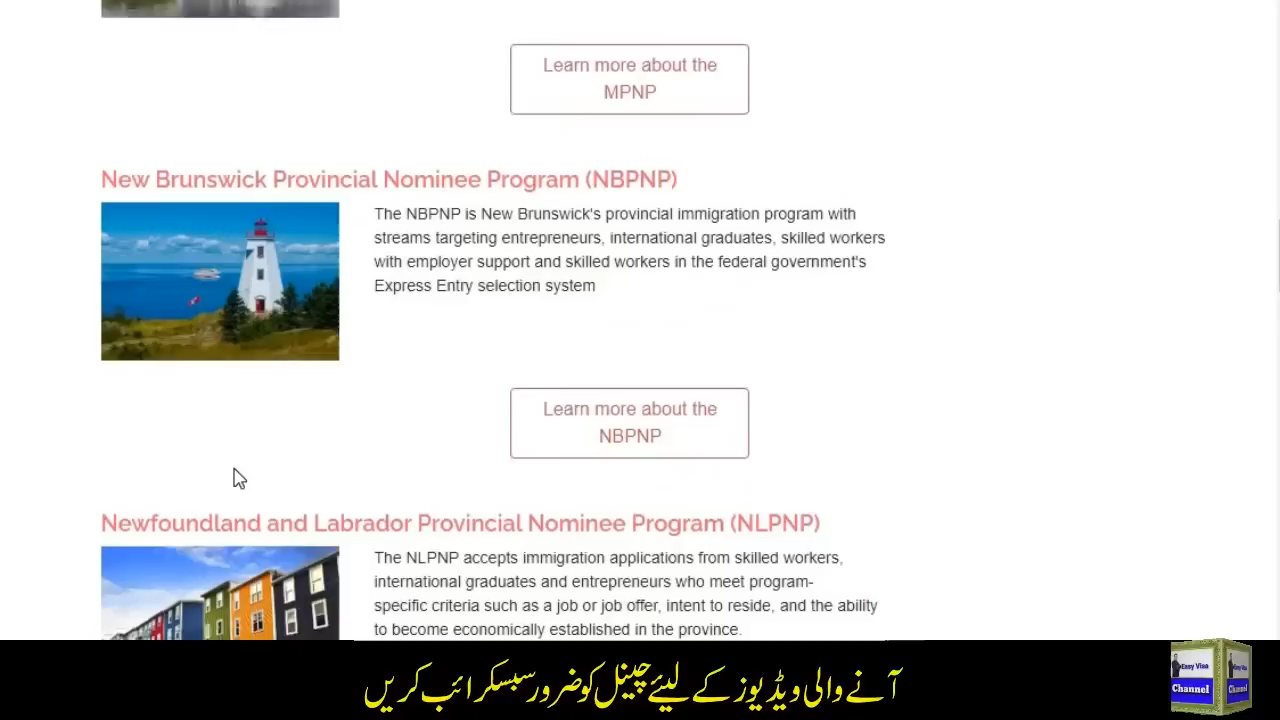 Learn more about the
MPNP
New Brunswick Provincial Nominee Program (NBPNP)
The NBPNP is New Brunswick's provincial immigration program with
streams targeting entrepreneurs, international graduates, skilled workers
with employer support and skilled workers in the federal government's
Express Entry selection system
Learn more about the
NBPNP
Newfoundland and Labrador Provincial Nominee Program (NLPNP)
The NLPNP accepts immigration applications from skilled workers,
international graduates and entrepreneurs who meet program-
specific criteria such as a job or job offer, intent to reside, and the ability
to become economically established in the province.
آنے والی ویڈیوز کے لیئے چینل کو ضرور سبسکرائب کریں
Easy Visa
Channel
Easy Visa
Channel